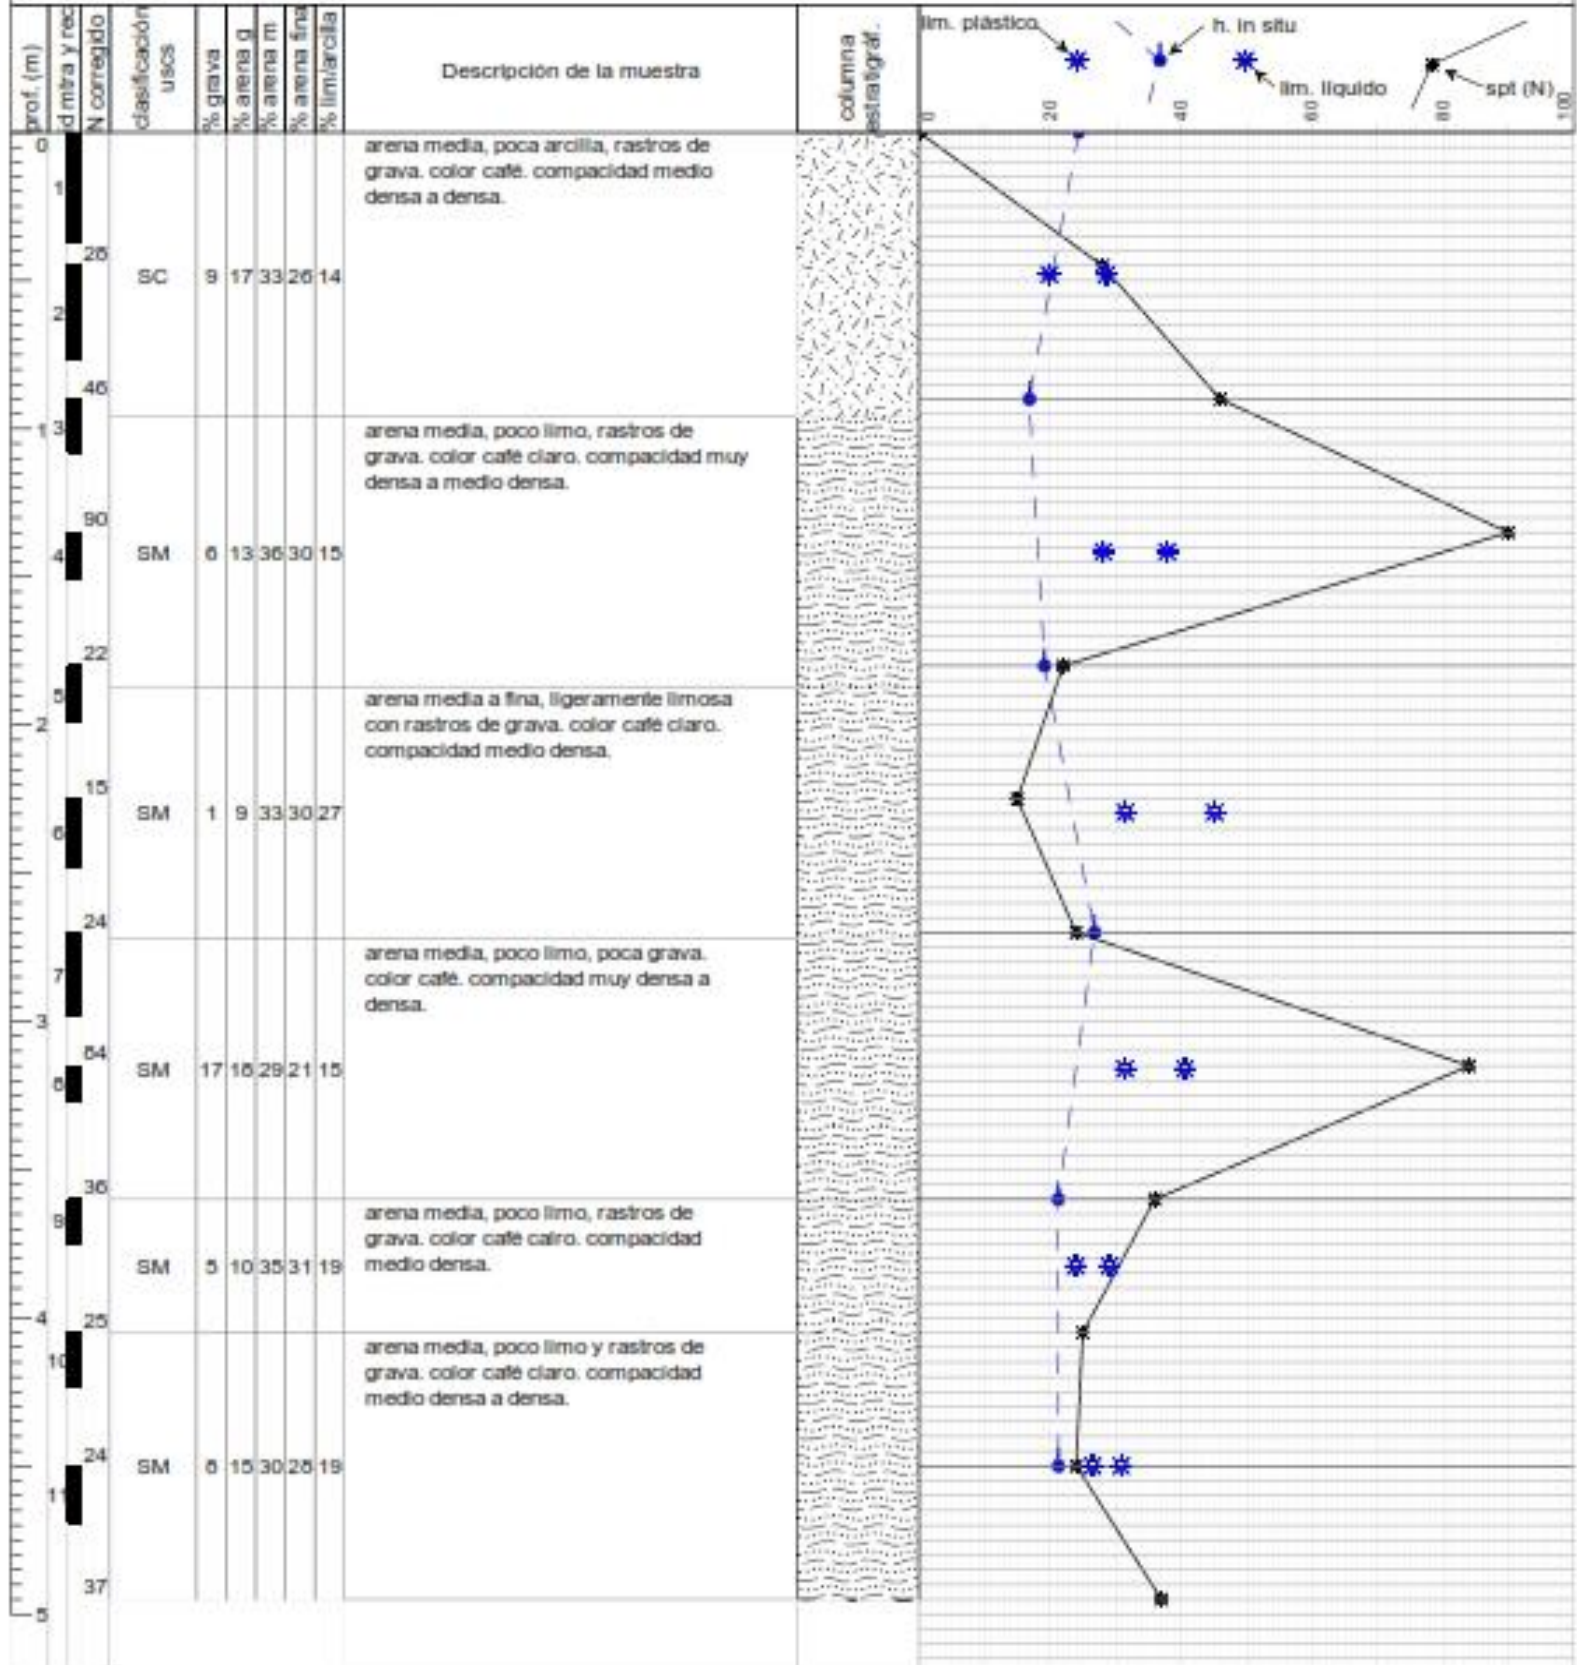 prof. (m)
id mtra y rec
N corregido
clasificación
uscs
% grava
% arena g
% arena m
% arena fina
% lim/arcilla
Descripción de la muestra
columna
estratigráf.
lim. plástico
h. in situ
lim. líquido
spt (N)
0 20 40 60 80 100
0
arena media, poca arcilla, rastros de
grava. color café. compacidad medio
densa a densa.
1
28
SC 9 17 33 26 14
2
46
1 3
arena media, poco limo, rastros de
grava. color café claro. compacidad muy
densa a medio densa.
90
4 SM 6 13 36 30 15
22
5
arena media a fina, ligeramente limosa
con rastros de grava. color café claro.
compacidad medio densa.
2
15
SM 1 9 33 30 27
6
24
arena media, poco limo, poca grava.
color café. compacidad muy densa a
densa.
7
3
84
8 SM 17 18 29 21 15
36
9
arena media, poco limo, rastros de
grava. color café calro. compacidad
medio densa.
SM 5 10 35 31 19
4
25
10
arena media, poco limo y rastros de
grava. color café claro. compacidad
medio densa a densa.
24
SM 6 15 30 28 19
11
37
5